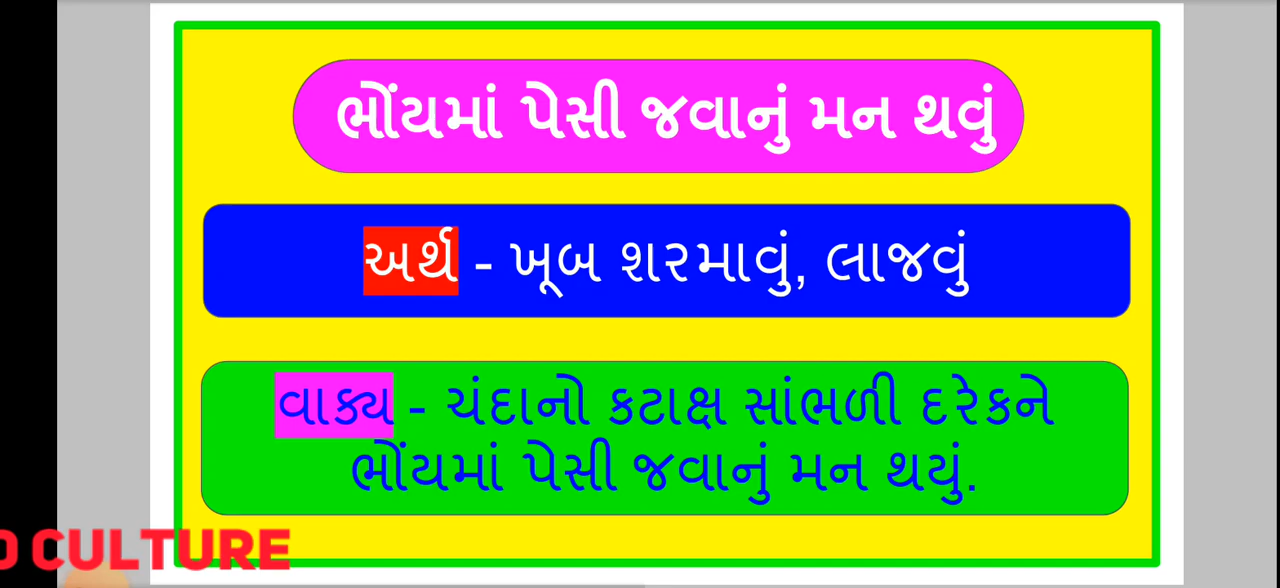 ભોંયમાં પેસી જવાનું મન થવું
અર્થ - ખૂબ શરમાવું, લાજવું
વાક્ય - ચંદાનો કટાક્ષ સાંભળી દરેકને
ભોંયમાં પેસી જવાનું મન થયું.
CULTURE